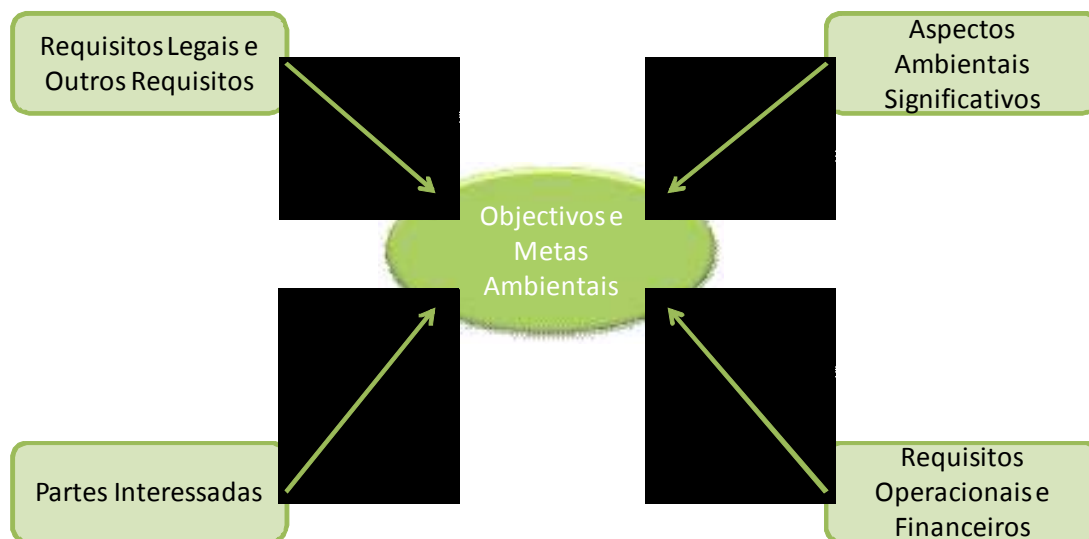 Requisitos Legais e
Outros Requisitos
Aspectos
Ambientais
Significativos
Objectivos e
Metas
Ambientais
Partes Interessadas
Requisitos
Operacionais e
Financeiros